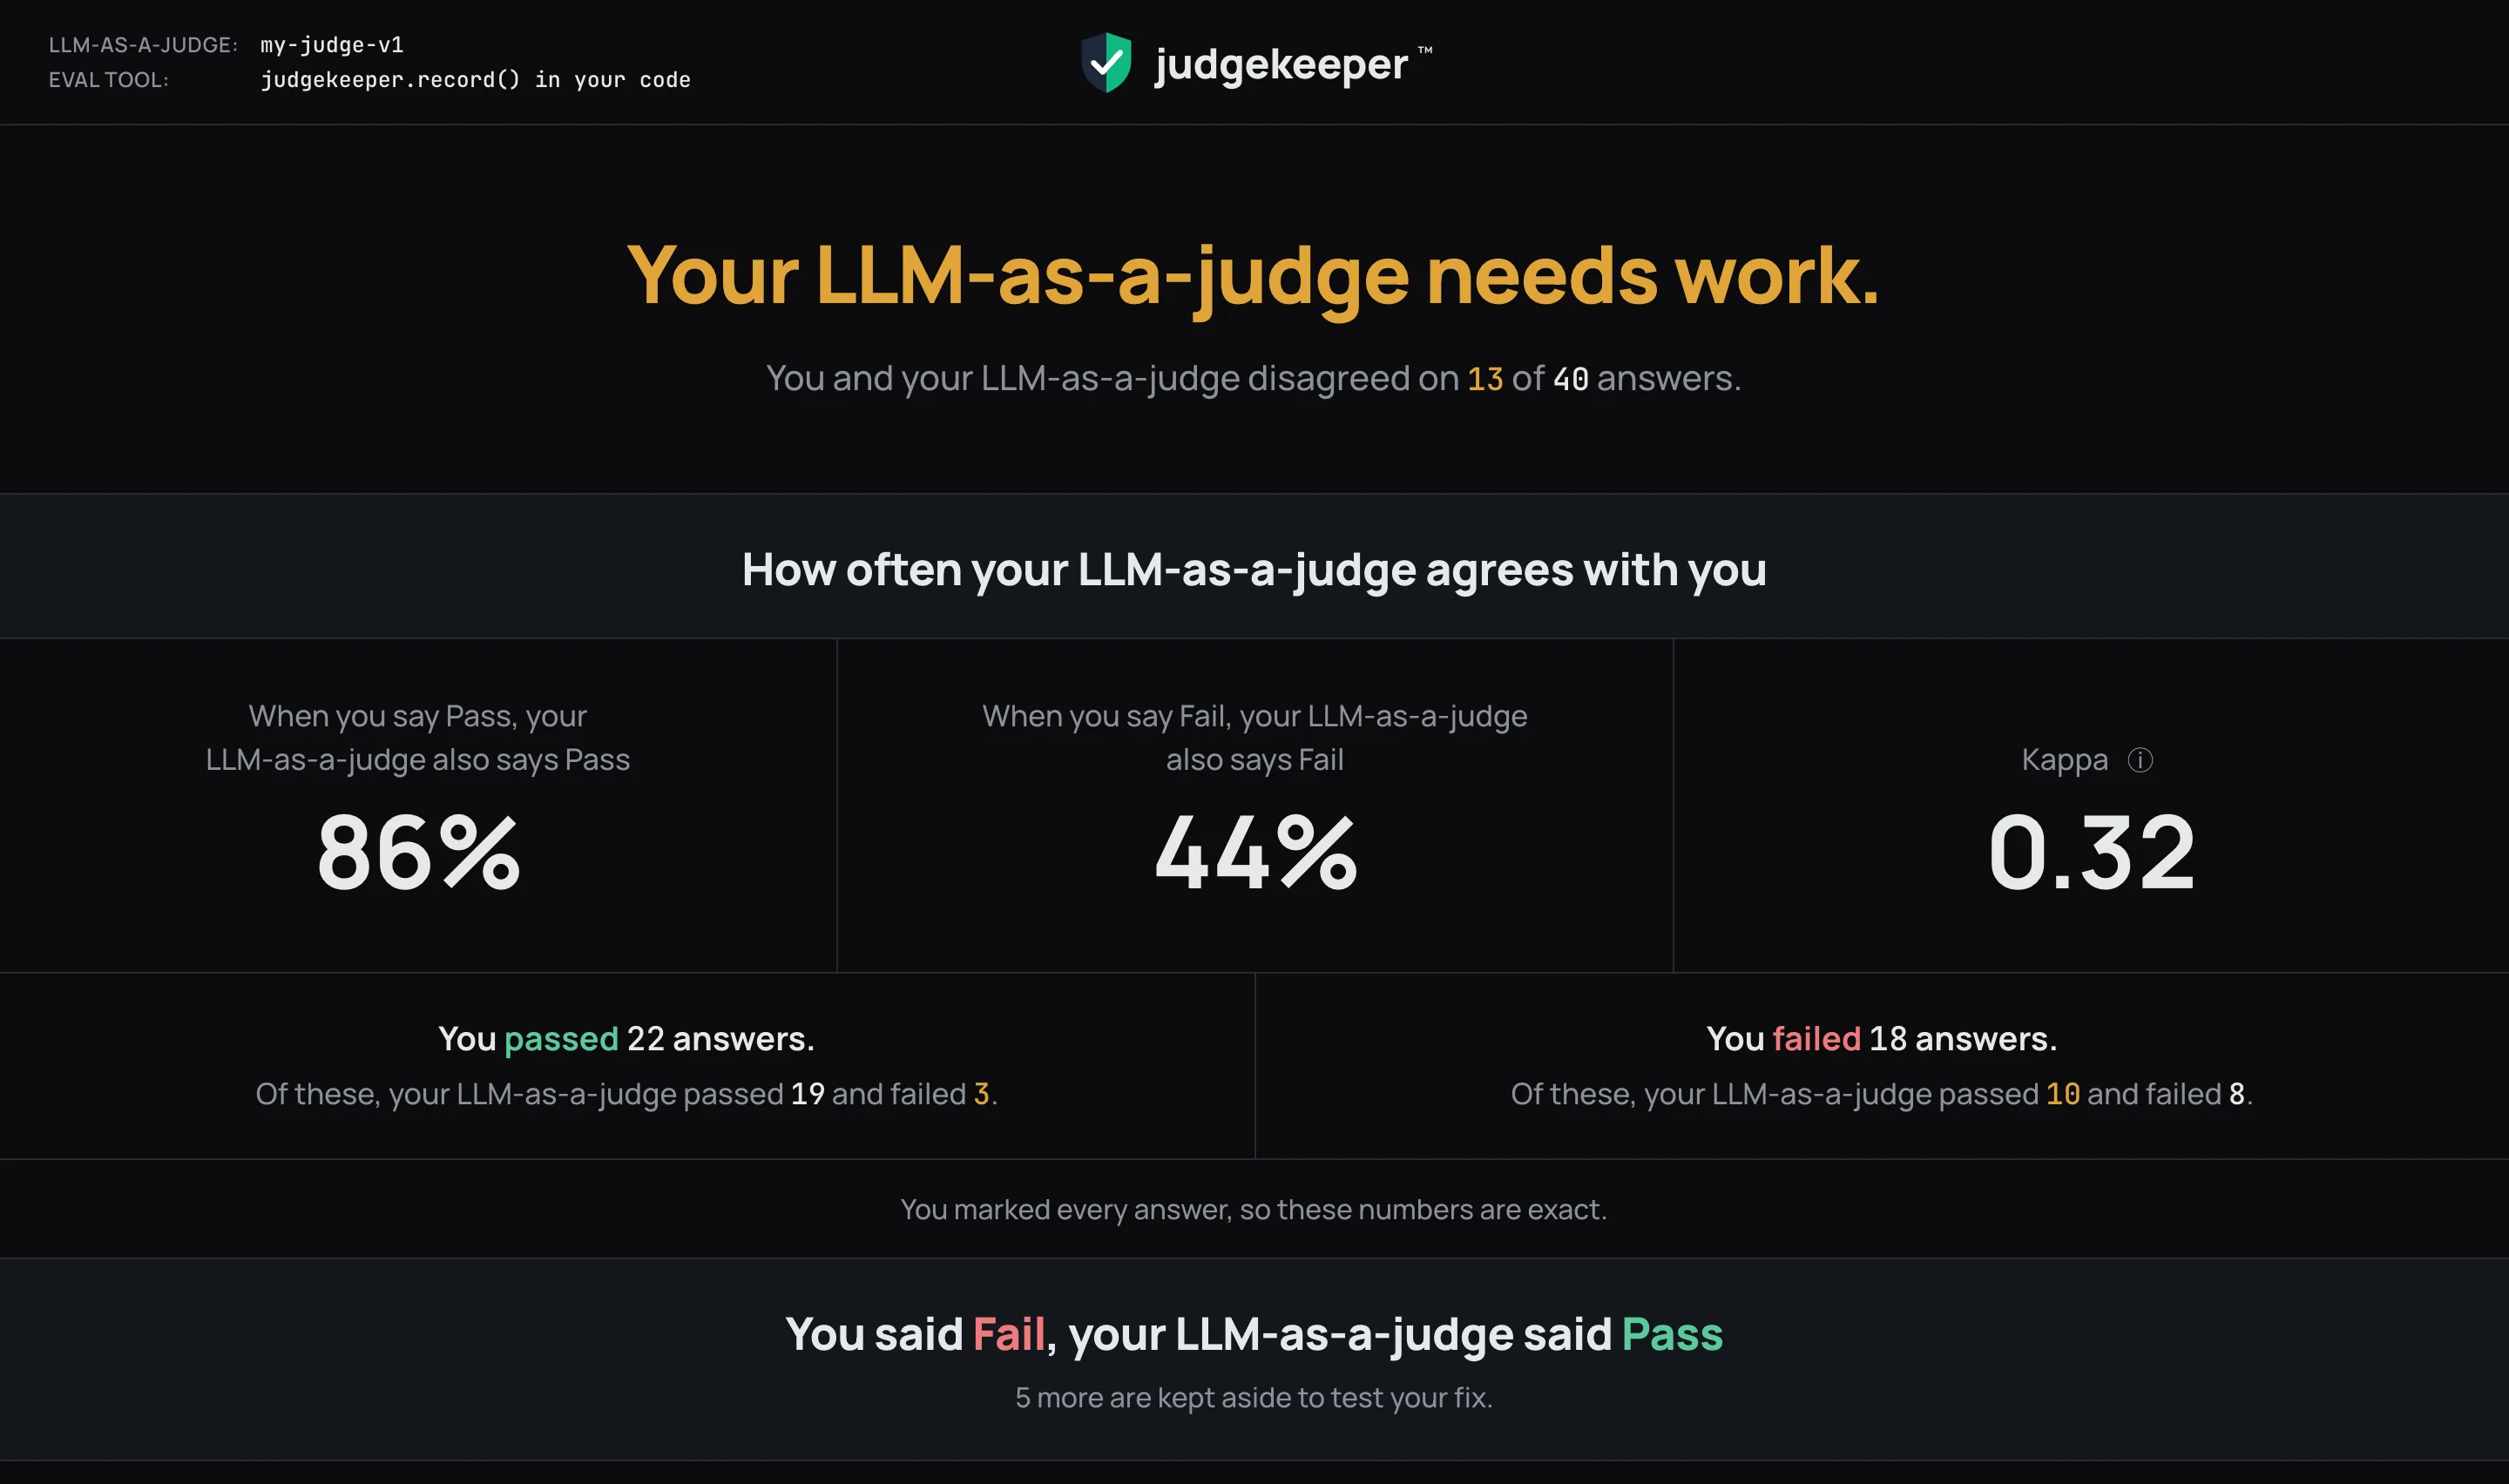 LLM-AS-A-JUDGE: my-judge-v1
EVAL TOOL: judgekeeper.record() in your code
judgekeeper™
Your LLM-as-a-judge needs work.
You and your LLM-as-a-judge disagreed on 13 of 40 answers.
How often your LLM-as-a-judge agrees with you
When you say Pass, your
LLM-as-a-judge also says Pass
86%
When you say Fail, your LLM-as-a-judge
also says Fail
44%
Kappa ⓘ
0.32
You passed 22 answers.
Of these, your LLM-as-a-judge passed 19 and failed 3.
You failed 18 answers.
Of these, your LLM-as-a-judge passed 10 and failed 8.
You marked every answer, so these numbers are exact.
You said Fail, your LLM-as-a-judge said Pass
5 more are kept aside to test your fix.